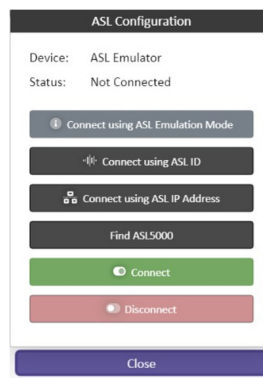 ASL Configuration
Device: ASL Emulator
Status: Not Connected
Connect using ASL Emulation Mode
Connect using ASL ID
Connect using ASL IP Address
Find ASL5000
Connect
Disconnect
Close